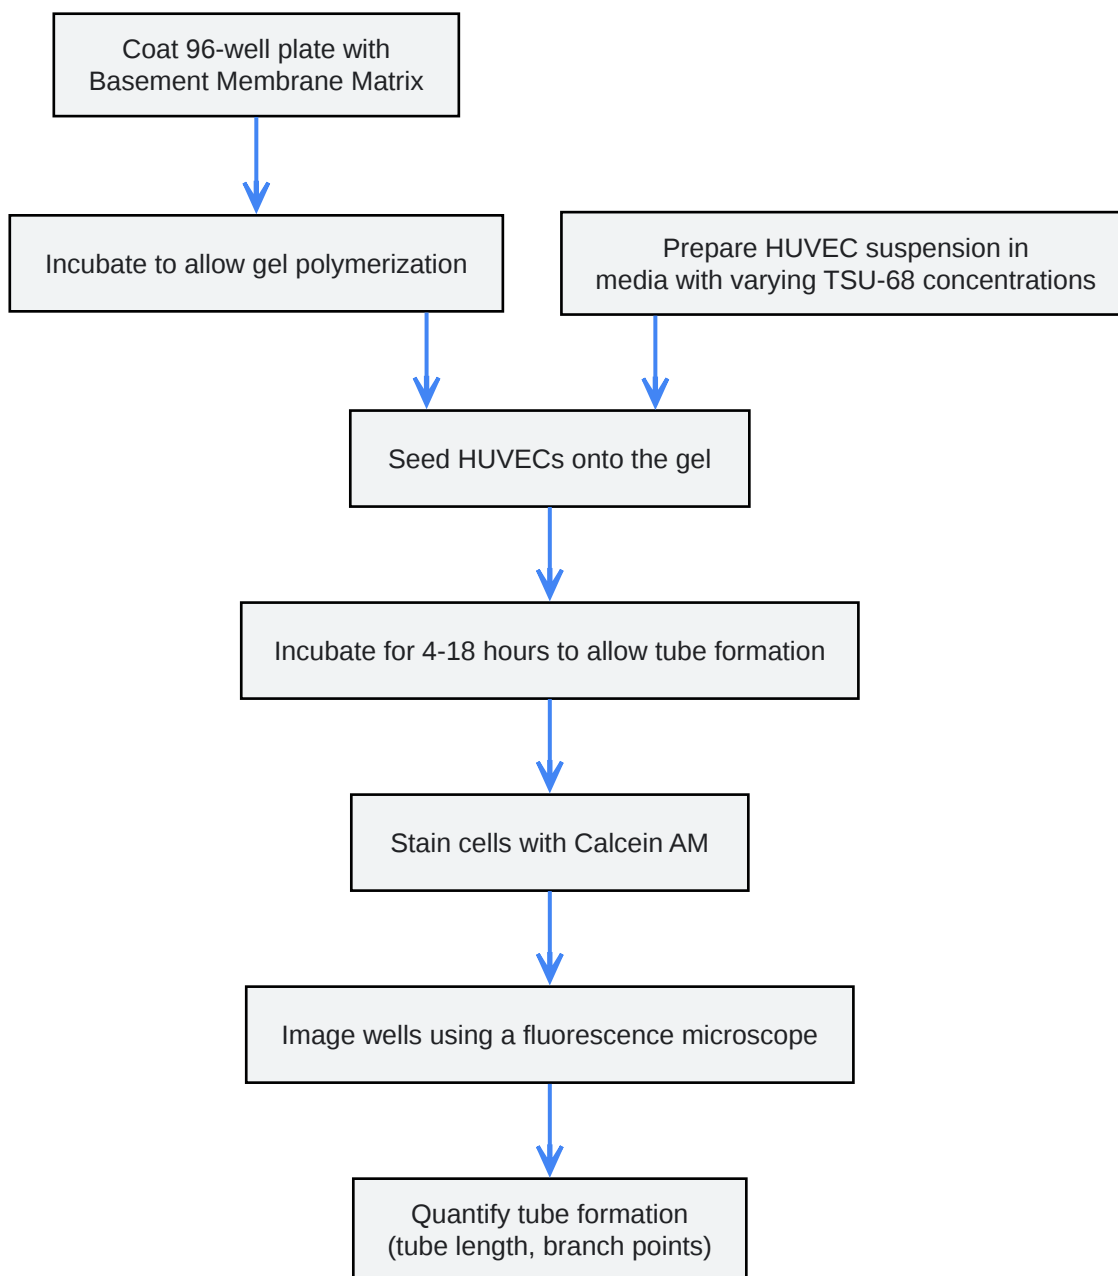 Coat 96-well plate with
Basement Membrane Matrix
Incubate to allow gel polymerization
Prepare HUVEC suspension in
media with varying TSU-68 concentrations
Seed HUVECs onto the gel
Incubate for 4-18 hours to allow tube formation
Stain cells with Calcein AM
Image wells using a fluorescence microscope
Quantify tube formation
(tube length, branch points)